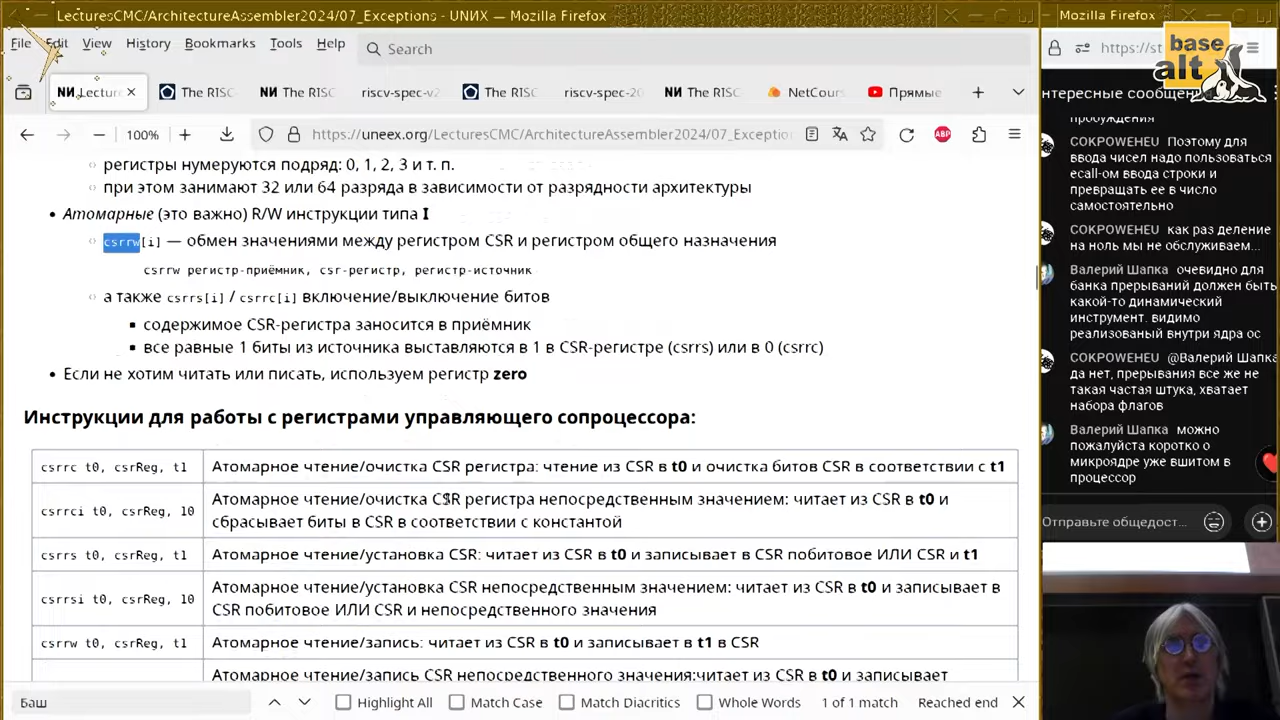 LecturesCMC/ArchitectureAssembler2024/07_Exceptions - UNИX — Mozilla Firefox
File Edit View History Bookmarks Tools Help
Search
Lecture
The RISC
The RISC
riscv-spec-v2
The RISC
riscv-spec-20
The RISC
NetCours
Прямые
100%
https://uneex.org/LecturesCMC/ArchitectureAssembler2024/07_Exception
ABP
регистры нумеруются подряд: 0, 1, 2, 3 и т. п.
при этом занимают 32 или 64 разряда в зависимости от разрядности архитектуры
Атомарные (это важно) R/W инструкции типа I
csrrw[i] — обмен значениями между регистром CSR и регистром общего назначения
csrrw регистр-приёмник, csr-регистр, регистр-источник
а также csrrs[i] / csrrc[i] включение/выключение битов
содержимое CSR-регистра заносится в приёмник
все равные 1 биты из источника выставляются в 1 в CSR-регистре (csrrs) или в 0 (csrrc)
Если не хотим читать или писать, используем регистр zero
Инструкции для работы с регистрами управляющего сопроцессора:
csrrc t0, csrReg, t1 Атомарное чтение/очистка CSR регистра: чтение из CSR в t0 и очистка битов CSR в соответствии с t1
csrrci t0, csrReg, 10 Атомарное чтение/очистка CSR регистра непосредственным значением: читает из CSR в t0 и
сбрасывает биты в CSR в соответствии с константой
csrrs t0, csrReg, t1 Атомарное чтение/установка CSR: читает из CSR в t0 и записывает в CSR побитовое ИЛИ CSR и t1
csrrsi t0, csrReg, 10 Атомарное чтение/установка CSR непосредственным значением: читает из CSR в t0 и записывает в
CSR побитовое ИЛИ CSR и непосредственного значения
csrrw t0, csrReg, t1 Атомарное чтение/запись: читает из CSR в t0 и записывает в t1 в CSR
Атомарное чтение/запись CSR непосредственного значения:читает из CSR в t0 и записывает
Баш
Highlight All Match Case Match Diacritics Whole Words 1 of 1 match Reached end
Mozilla Firefox
https://st
base
alt
нтересные сообщен
пробуждения
COKPOWEHEU Поэтому для
ввода чисел надо пользоваться
ecall-ом ввода строки и
превращать ее в число
самостоятельно
COKPOWEHEU как раз деление
на ноль мы не обслуживаем...
Валерий Шапка очевидно для
банка прерываний должен быть
какой-то динамический
инструмент. видимо
реализованый внутри ядра ос
COKPOWEHEU @Валерий Шапка
да нет, прерывания все же не
такая частая штука, хватает
набора флагов
Валерий Шапка можно
пожалуйста коротко о
микроядре уже вшитом в
процессор
Отправьте общедост...